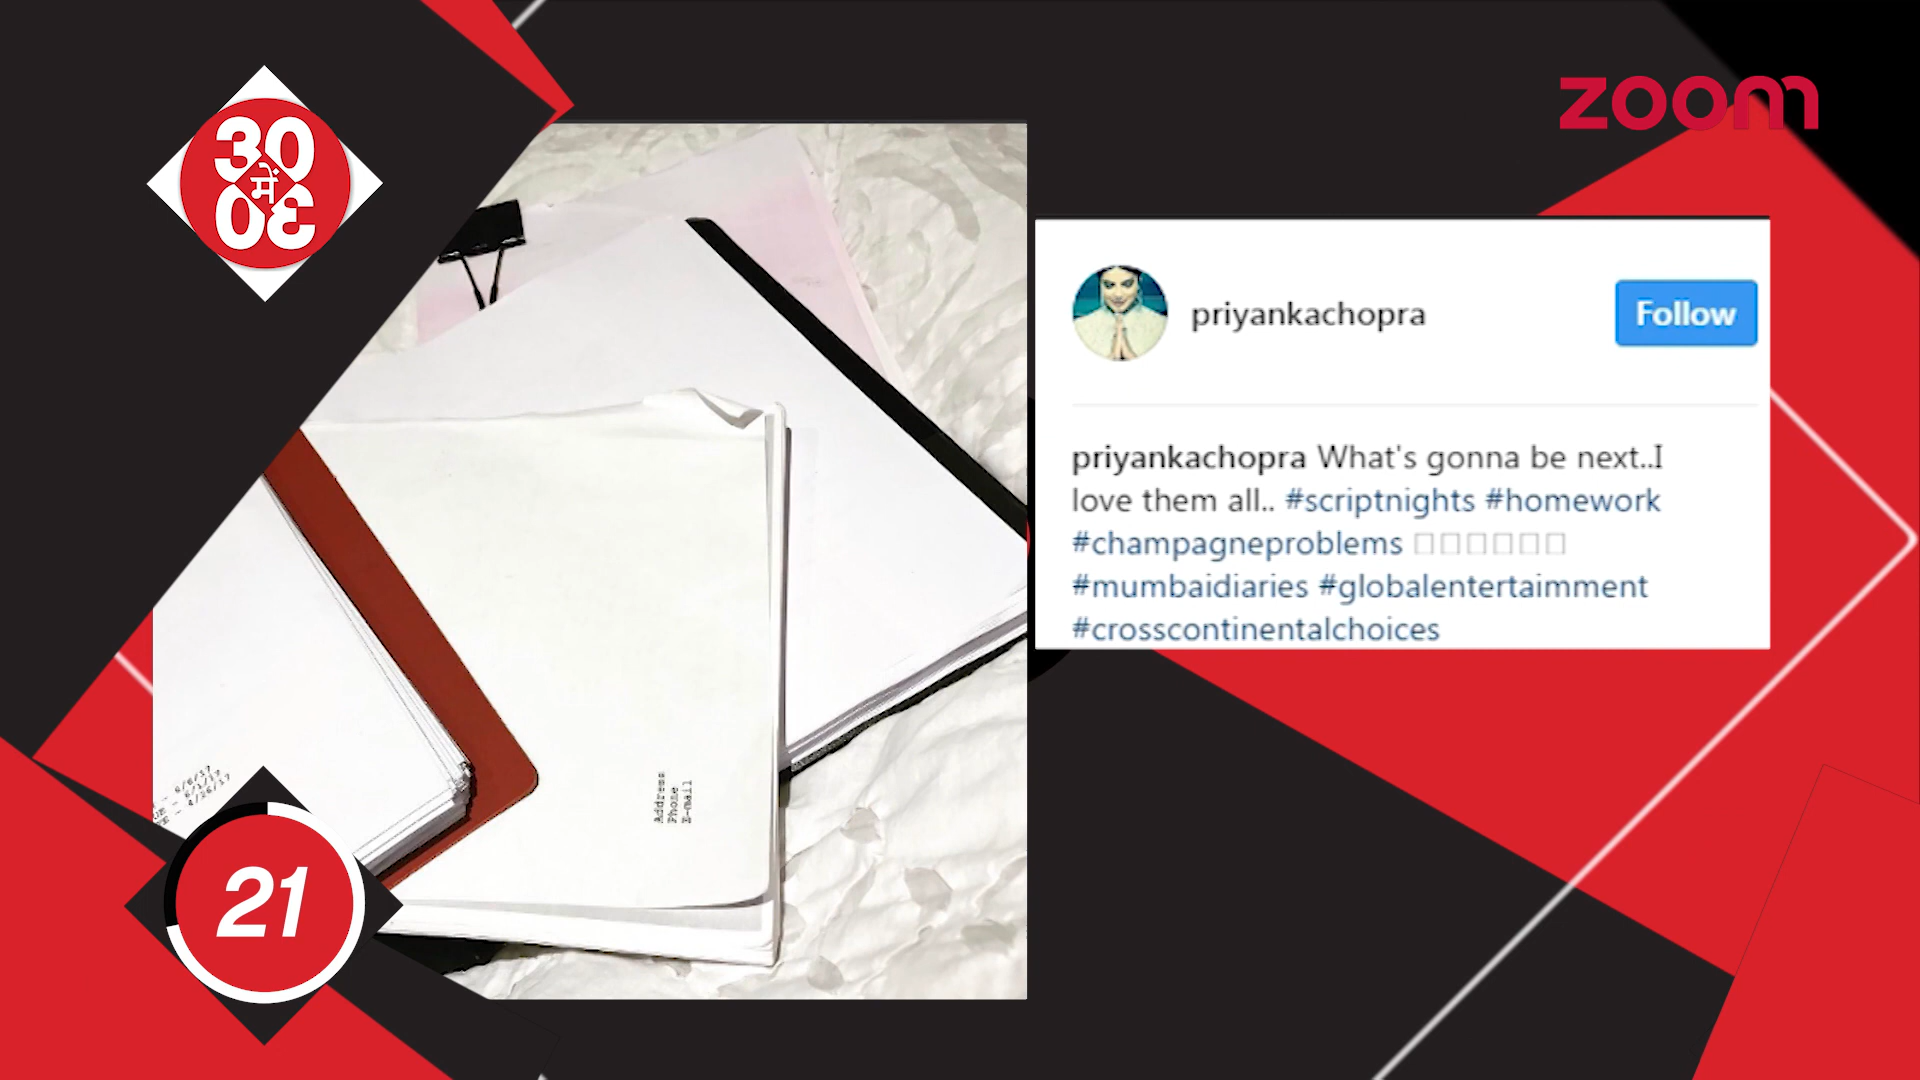 30
में
30
zoom
priyankachopra
Follow
priyankachopra What's gonna be next..I
love them all.. #scriptnights #homework
#champagneproblems □□□□□□
#mumbaidiaries #globalentertaimment
#crosscontinentalchoices
Address
Phone
E-mail
21